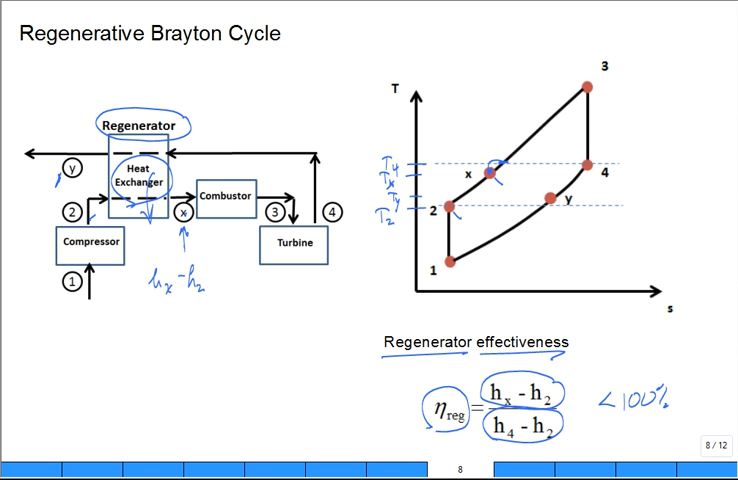 Regenerative Brayton Cycle
Regenerator
y
Heat
Exchanger
2
x
Combustor
3
4
Compressor
Turbine
1
hx - h2
T
3
T4
Tx
x
4
Ty
y
T2
2
1
s
Regenerator effectiveness
ηreg = hx - h2
h4 - h2
< 100%
8 / 12
8